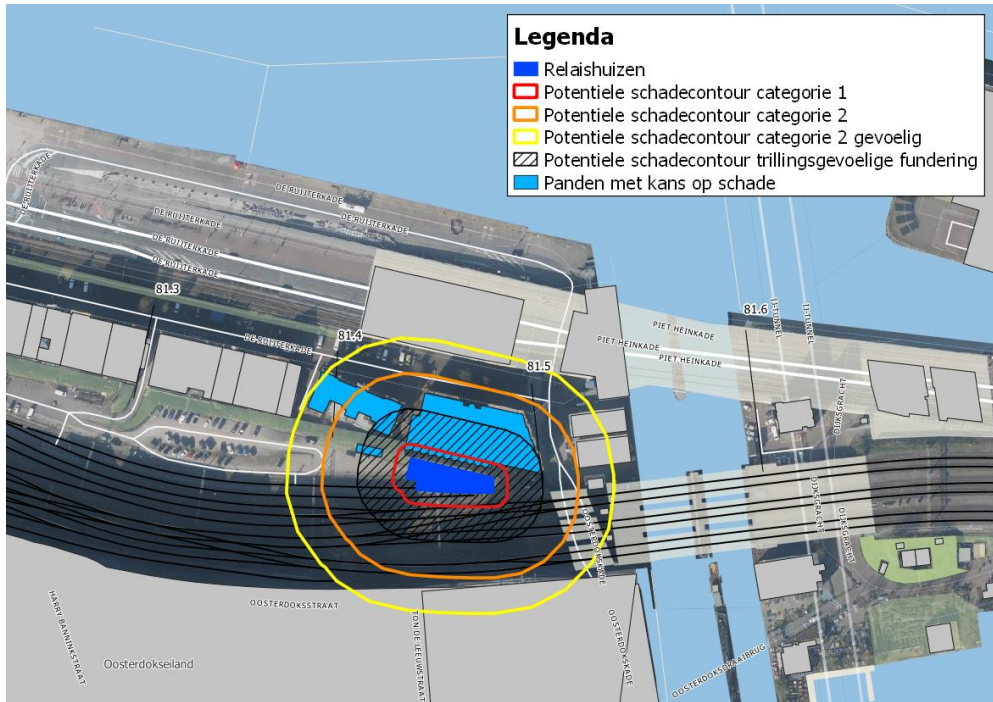 Legenda
Relaishuizen
Potentiele schadecontour categorie 1
Potentiele schadecontour categorie 2
Potentiele schadecontour categorie 2 gevoelig
Potentiele schadecontour trillingsgevoelige fundering
Panden met kans op schade
DE RUIJTERKADE
DE RUIJTERKADE
DE RUIJTERKADE
DE RUIJTERKADE
DE RUIJTERKADE
DE RUIJTERKADE
81.3
81.4
DE RUIJTERKADE
81.5
81.6
PIET HEINKADE
PIET HEINKADE
PIET HEINKADE
IJ-TUNNEL
IJ-TUNNEL
DIJKSGRACHT
DIJKSGRACHT
DIJKSGRACHT
OOSTERDOKSKADE
OOSTERDOKSSTRAAT
HARRY BANNINKSTRAAT
TON DE LEEUWSTRAAT
OOSTERDOKSKADE
OOSTERDOKSDRAAIBRUG
Oosterdokseiland